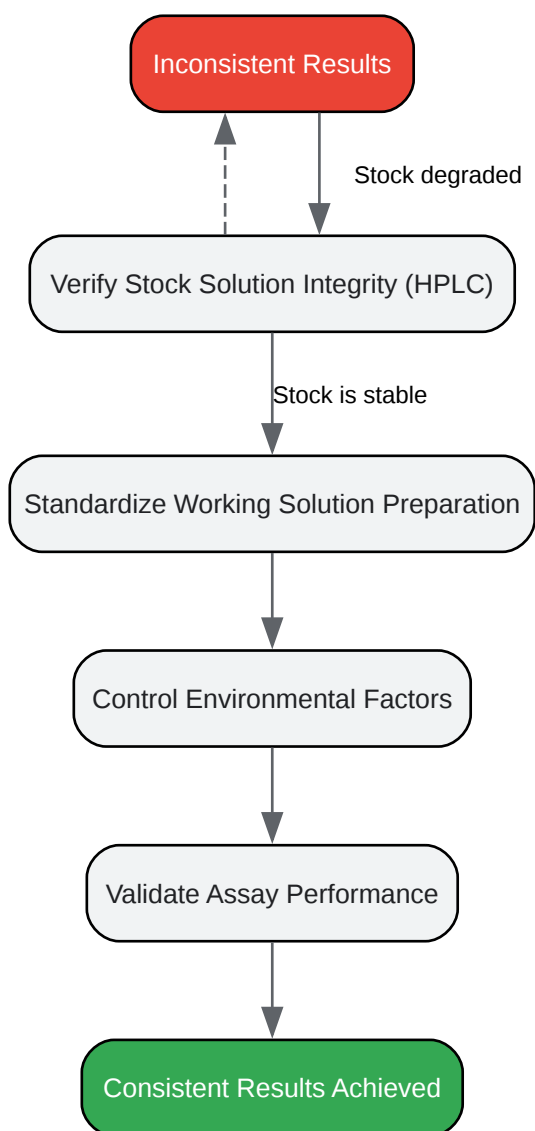 Inconsistent Results
Stock degraded
Verify Stock Solution Integrity (HPLC)
Stock is stable
Standardize Working Solution Preparation
Control Environmental Factors
Validate Assay Performance
Consistent Results Achieved